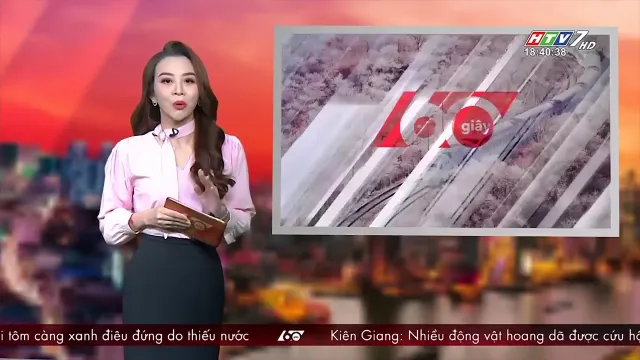 HTV7 HD
18:40:38
60 giây
i tôm càng xanh điêu đứng do thiếu nước 60 Kiên Giang: Nhiều động vật hoang dã được cứu h